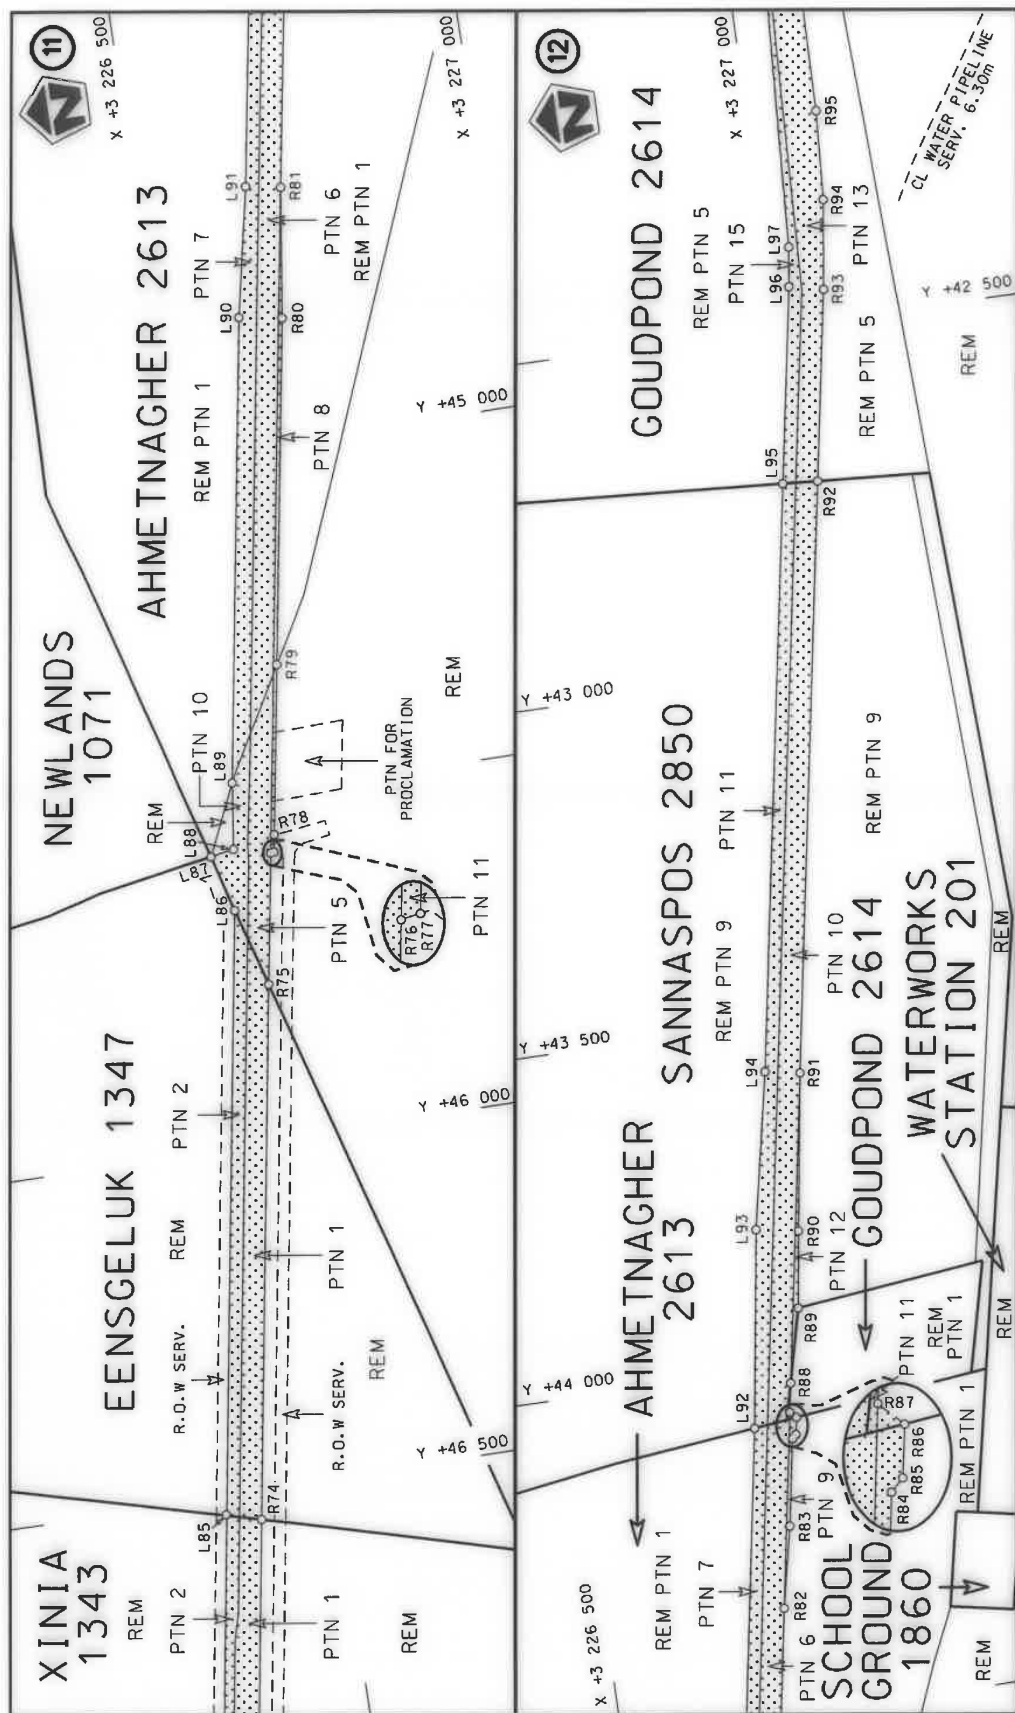 11
N
X +3 226 500
X +3 227 000
NEWLANDS
1071
REM
AHMETNAGHER 2613
REM PTN 1
PTN 7
L91
L90
R81
R80
PTN 6
REM PTN 1
PTN 8
Y +45 000
PTN 10
L89
L88
L87
L86
R79
R78
PTN FOR
PROCLAMATION
REM
R75
PTN 5
R76
R77
PTN 11
EENSGELUK 1347
REM
PTN 2
Y +46 000
PTN 1
R.O.W SERV.
R.O.W SERV.
REM
Y +46 500
L85
R74
XINIA
1343
REM
PTN 2
PTN 1
REM
12
N
X +3 227 000
GOUDPOND 2614
REM PTN 5
PTN 15
L97
L96
L95
R95
R94
R93
R92
PTN 13
REM PTN 5
CL WATER PIPELINE
SERV. 6.30m
Y +42 500
REM
Y +43 000
SANNASPOS 2850
PTN 11
REM PTN 9
REM PTN 9
PTN 10
Y +43 500
L94
R91
GOUDPOND 2614
WATERWORKS
STATION 201
REM
AHMETNAGHER
2613
L93
R90
PTN 12
R89
R88
Y +44 000
L92
PTN 11
REM
PTN 1
REM
R87
R86
R85
R84
REM PTN 1
PTN 9
R83
R82
REM PTN 1
PTN 7
X +3 226 500
PTN 6
SCHOOL
GROUND
1860
REM